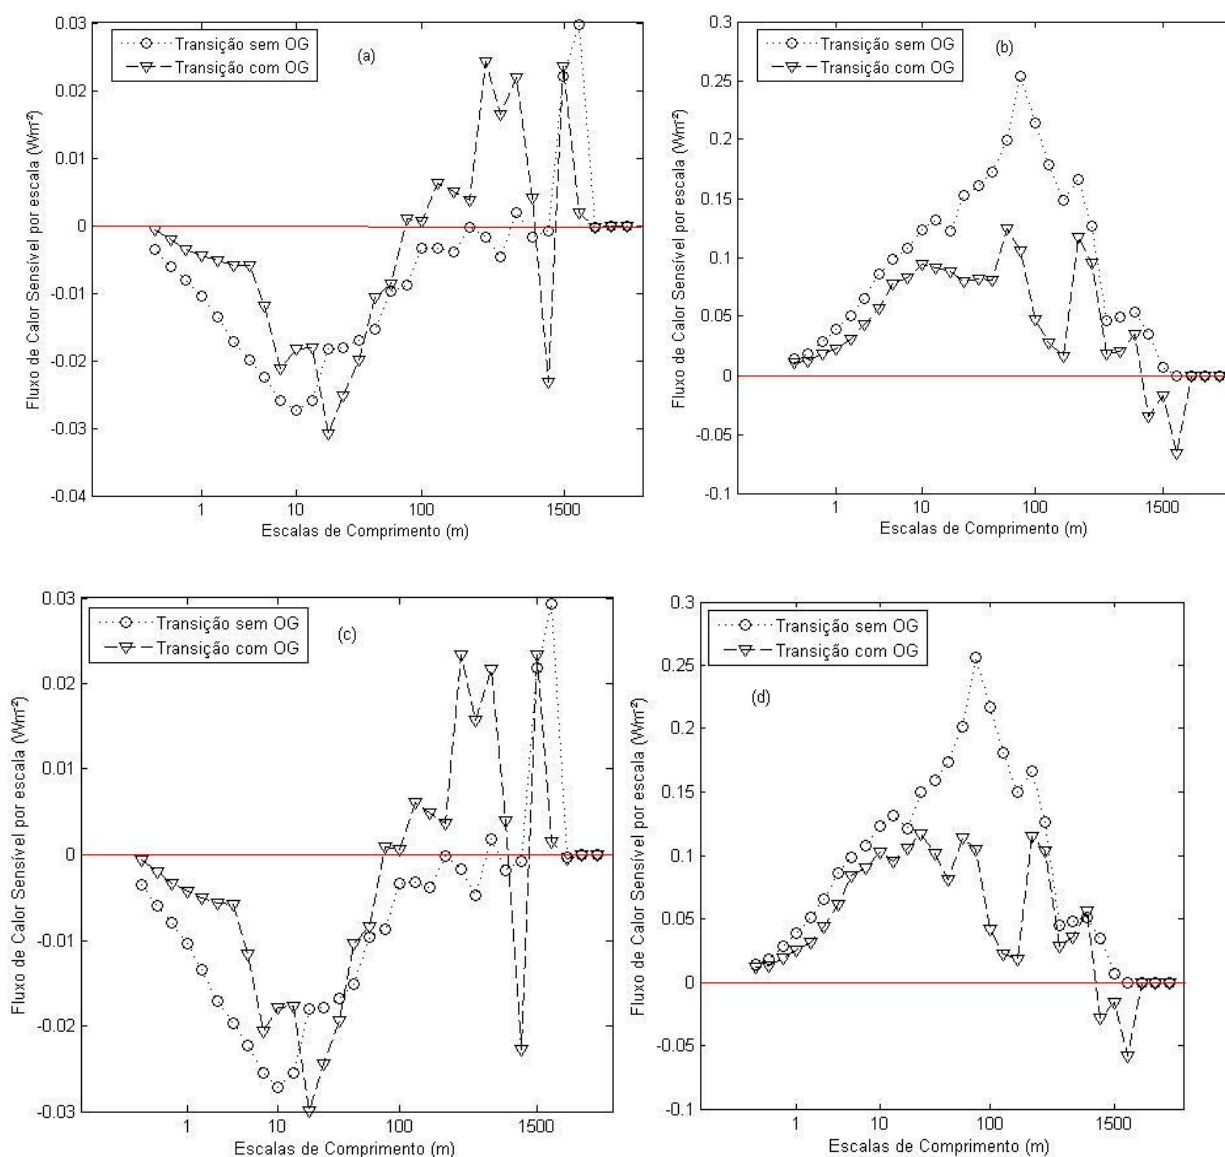 0.03
0.02
0.01
0
-0.01
-0.02
-0.03
-0.04
Fluxo de Calor Sensível por escala (Wm²)
Transição sem OG
Transição com OG
(a)
1 10 100 1500
Escalas de Comprimento (m)
0.3
0.25
0.2
0.15
0.1
0.05
0
-0.05
-0.1
Fluxo de Calor Sensível por escala (Wm²)
Transição sem OG
Transição com OG
(b)
1 10 100 1500
Escalas de Comprimento (m)
0.03
0.02
0.01
0
-0.01
-0.02
-0.03
Fluxo de Calor Sensível por escala (Wm²)
Transição sem OG
Transição com OG
(c)
1 10 100 1500
Escalas de Comprimento (m)
0.3
0.25
0.2
0.15
0.1
0.05
0
-0.05
-0.1
Fluxo de Calor Sensível por escala (Wm²)
Transição sem OG
Transição com OG
(d)
1 10 100 1500
Escalas de Comprimento (m)